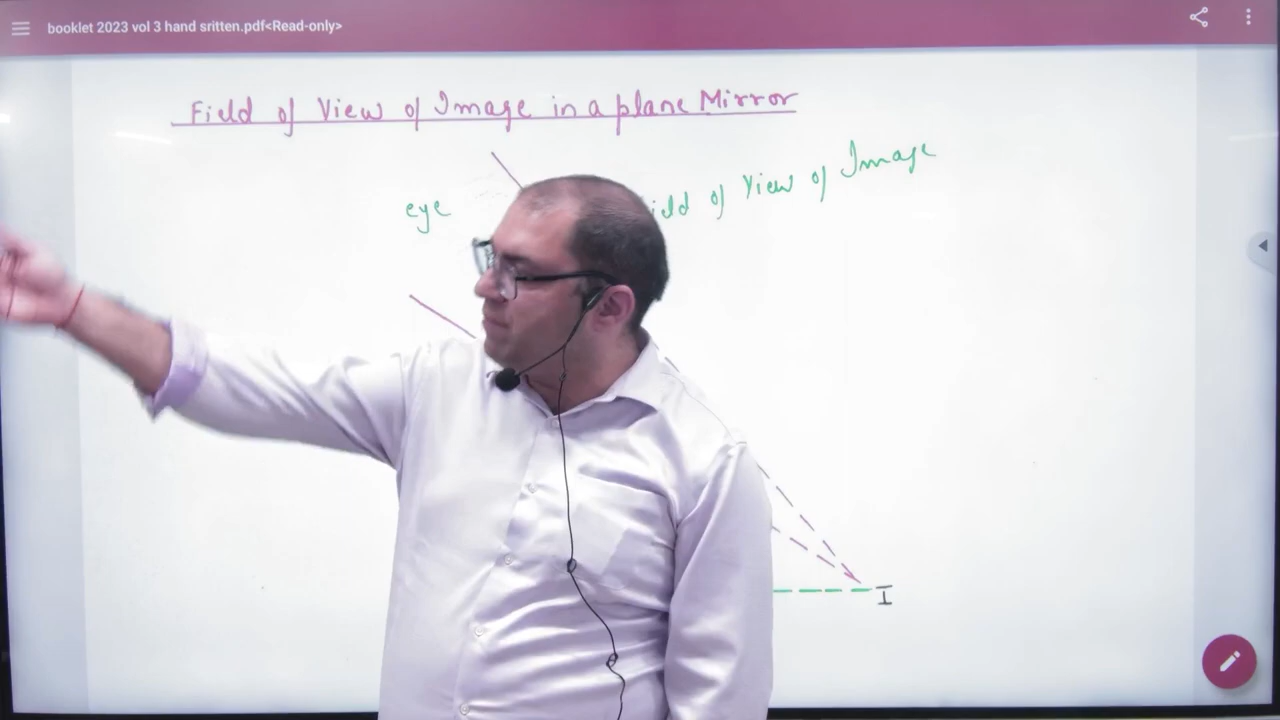 booklet 2023 vol 3 hand sritten.pdf<Read-only>
Field of View of Image in a plane Mirror
eye
ield of View of Image
I